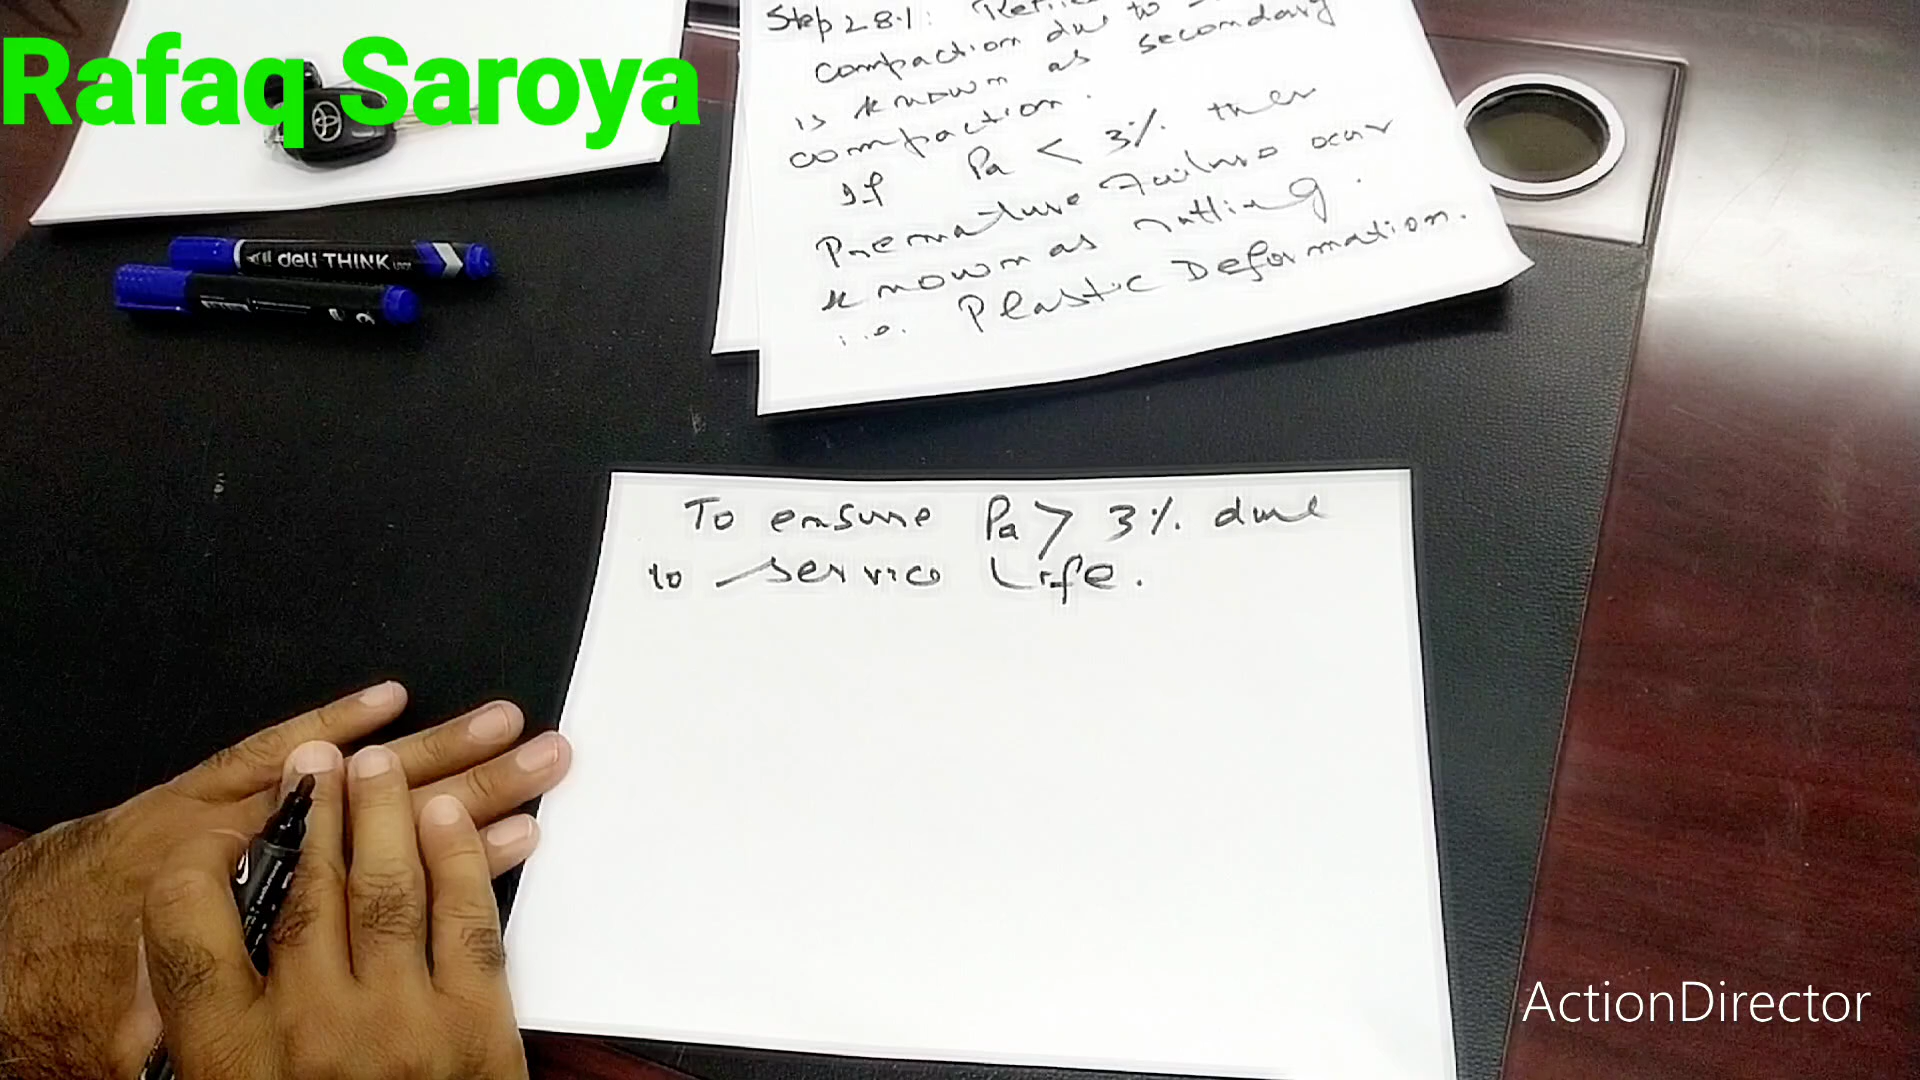 Rafaq Saroya
Step 2.8.1:
compaction due to
is known as secondary
compaction.
If Pa < 3% then
Premature Failure ocur
known as rutting.
i.e. Plastic Deformation.
deli THINK
To ensure Pa > 3% due
to service Life.
ActionDirector